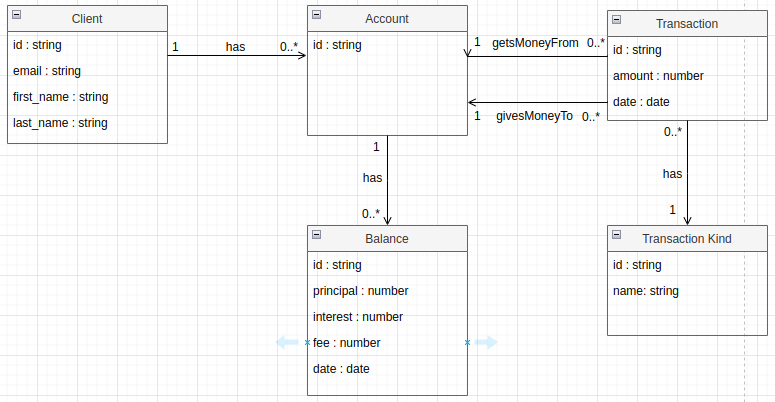 Client
id : string
email : string
first_name : string
last_name : string
1 has 0..*
Account
id : string
1 getsMoneyFrom 0..*
1 givesMoneyTo 0..*
Transaction
id : string
amount : number
date : date
1
has
0..*
0..*
has
1
Balance
id : string
principal : number
interest : number
fee : number
date : date
Transaction Kind
id : string
name: string